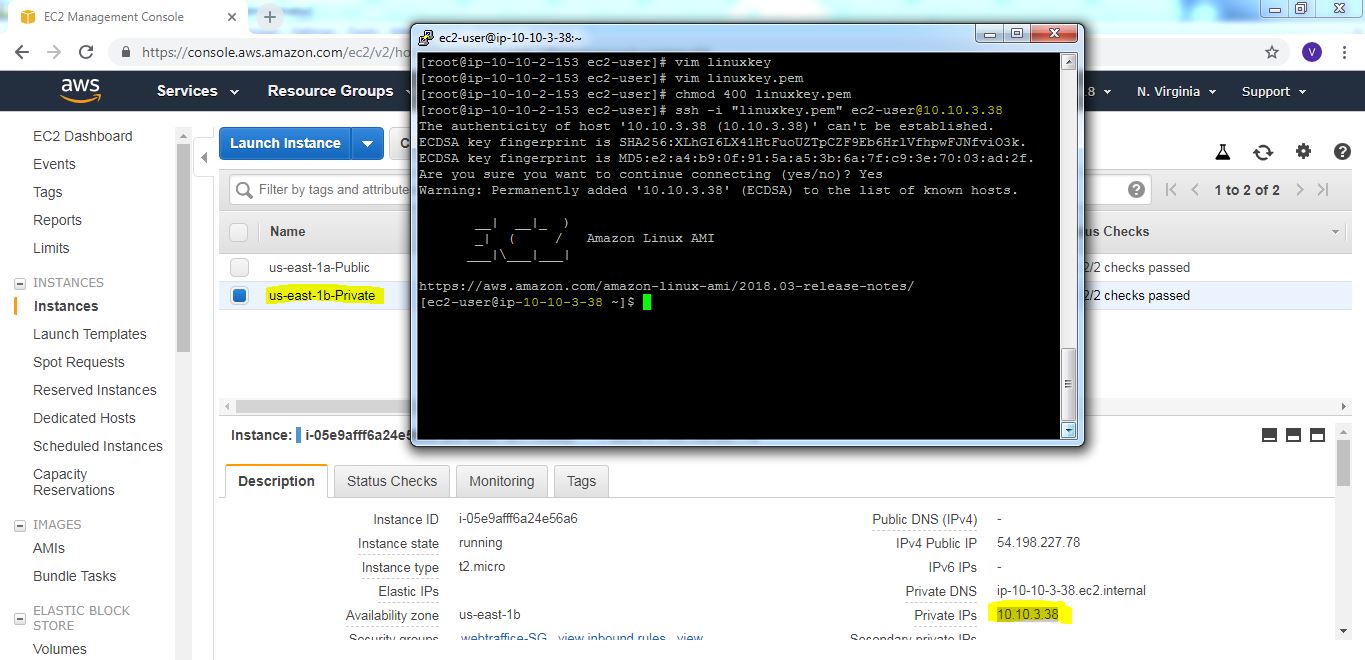 EC2 Management Console
https://console.aws.amazon.com/ec2/v2/ho
V
aws
Services
Resource Groups
N. Virginia
Support
EC2 Dashboard
Events
Tags
Reports
Limits
INSTANCES
Instances
Launch Templates
Spot Requests
Reserved Instances
Dedicated Hosts
Scheduled Instances
Capacity
Reservations
IMAGES
AMIs
Bundle Tasks
ELASTIC BLOCK
STORE
Volumes
Launch Instance
Filter by tags and attribute
1 to 2 of 2
Name
us Checks
us-east-1a-Public
2/2 checks passed
us-east-1b-Private
2/2 checks passed
ec2-user@ip-10-10-3-38:~
[root@ip-10-10-2-153 ec2-user]# vim linuxkey
[root@ip-10-10-2-153 ec2-user]# vim linuxkey.pem
[root@ip-10-10-2-153 ec2-user]# chmod 400 linuxkey.pem
[root@ip-10-10-2-153 ec2-user]# ssh -i "linuxkey.pem" ec2-user@10.10.3.38
The authenticity of host '10.10.3.38 (10.10.3.38)' can't be established.
ECDSA key fingerprint is SHA256:XLhGI6LX41HtFuoUZTpCZF9Eb6Hr1VfhpwFJNfviO3k.
ECDSA key fingerprint is MD5:e2:a4:b9:0f:91:5a:a5:3b:6a:7f:c9:3e:70:03:ad:2f.
Are you sure you want to continue connecting (yes/no)? Yes
Warning: Permanently added '10.10.3.38' (ECDSA) to the list of known hosts.
__| __|_ )
_| ( / Amazon Linux AMI
___|\___|___|
https://aws.amazon.com/amazon-linux-ami/2018.03-release-notes/
[ec2-user@ip-10-10-3-38 ~]$
Instance: i-05e9afff6a24e5
Description
Status Checks
Monitoring
Tags
Instance ID i-05e9afff6a24e56a6
Instance state running
Instance type t2.micro
Elastic IPs
Availability zone us-east-1b
Security groups webtraffice-SG. view inbound rules. view
Public DNS (IPv4) -
IPv4 Public IP 54.198.227.78
IPv6 IPs -
Private DNS ip-10-10-3-38.ec2.internal
Private IPs 10.10.3.38
Secondary private IPs